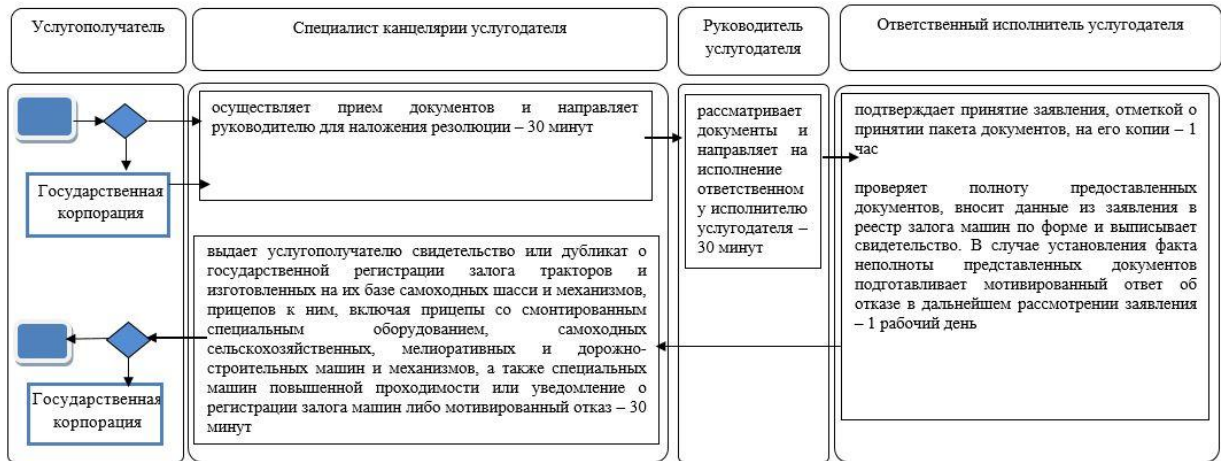 Услугополучатель
Специалист канцелярии услугодателя
Руководитель
услугодателя
Ответственный исполнитель услугодателя
осуществляет прием документов и направляет
руководителю для наложения резолюции – 30 минут
Государственная
корпорация
рассматривает
документы и
направляет на
исполнение
ответственном
у исполнителю
услугодателя –
30 минут
подтверждает принятие заявления, отметкой о
принятии пакета документов, на его копии – 1
час
проверяет полноту предоставленных
документов, вносит данные из заявления в
реестр залога машин по форме и выписывает
свидетельство. В случае установления факта
неполноты представленных документов
подготавливает мотивированный ответ об
отказе в дальнейшем рассмотрении заявления
– 1 рабочий день
выдает услугополучателю свидетельство или дубликат о
государственной регистрации залога тракторов и
изготовленных на их базе самоходных шасси и механизмов,
прицепов к ним, включая прицепы со смонтированным
специальным оборудованием, самоходных
сельскохозяйственных, мелиоративных и дорожно-
строительных машин и механизмов, а также специальных
машин повышенной проходимости или уведомление о
регистрации залога машин либо мотивированный отказ – 30
минут
Государственная
корпорация